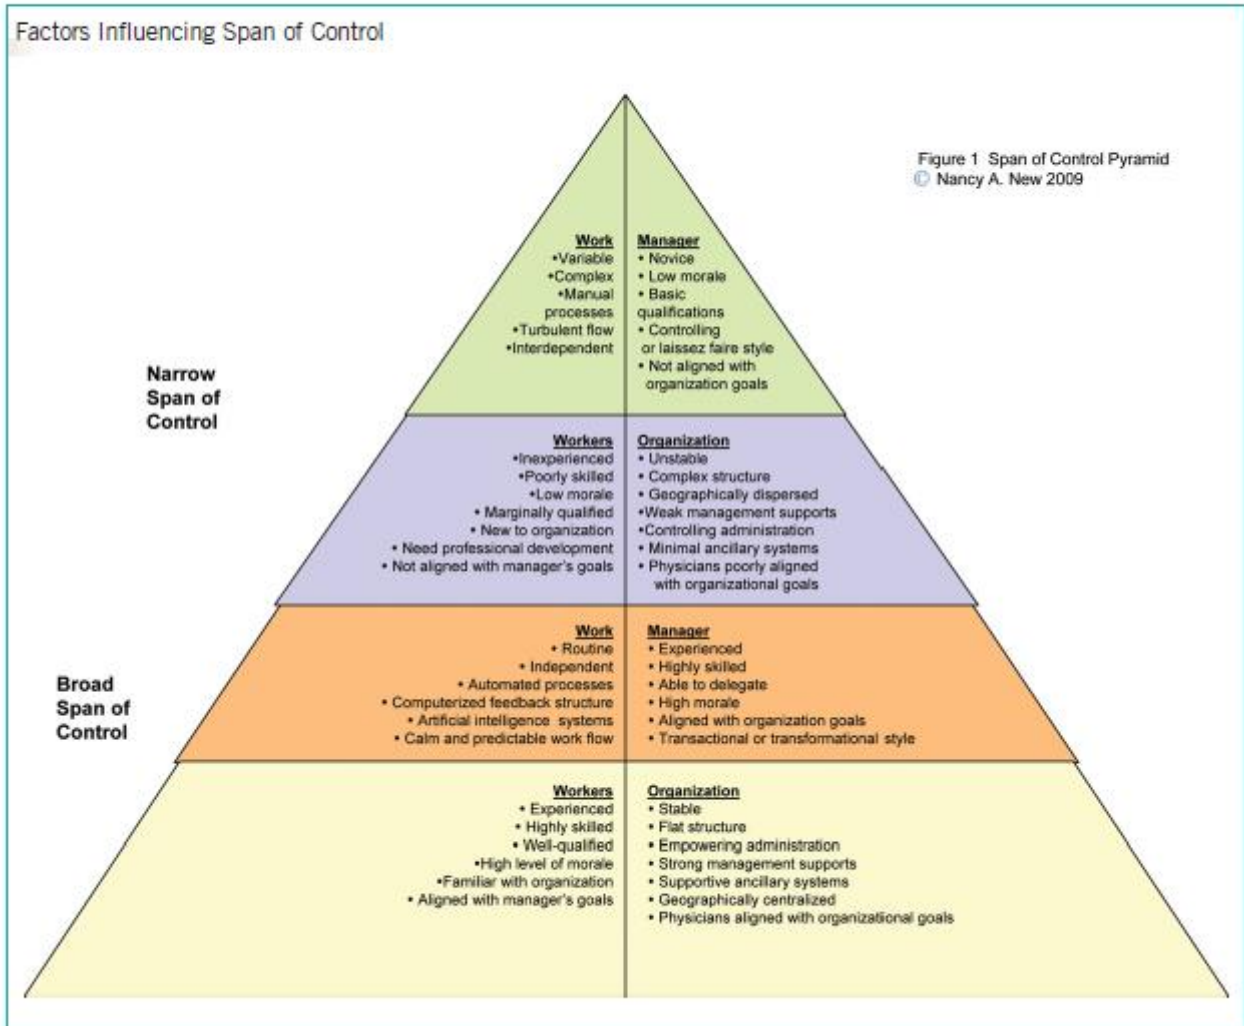 Factors Influencing Span of Control
Figure 1 Span of Control Pyramid
© Nancy A. New 2009
Narrow
Span of
Control
Work
•Variable
•Complex
•Manual
processes
•Turbulent flow
•Interdependent
Manager
• Novice
• Low morale
• Basic
qualifications
• Controlling
or laissez faire style
• Not aligned with
organization goals
Workers
•Inexperienced
•Poorly skilled
•Low morale
• Marginally qualified
• New to organization
• Need professional development
• Not aligned with manager's goals
Organization
• Unstable
• Complex structure
• Geographically dispersed
•Weak management supports
•Controlling administration
• Minimal ancillary systems
• Physicians poorly aligned
with organizational goals
Broad
Span of
Control
Work
• Routine
• Independent
• Automated processes
• Computerized feedback structure
• Artificial intelligence systems
• Calm and predictable work flow
Manager
• Experienced
• Highly skilled
• Able to delegate
• High morale
• Aligned with organization goals
• Transactional or transformational style
Workers
• Experienced
• Highly skilled
• Well-qualified
•High level of morale
•Familiar with organization
• Aligned with manager's goals
Organization
• Stable
• Flat structure
• Empowering administration
• Strong management supports
• Supportive ancillary systems
• Geographically centralized
• Physicians aligned with organizatiional goals